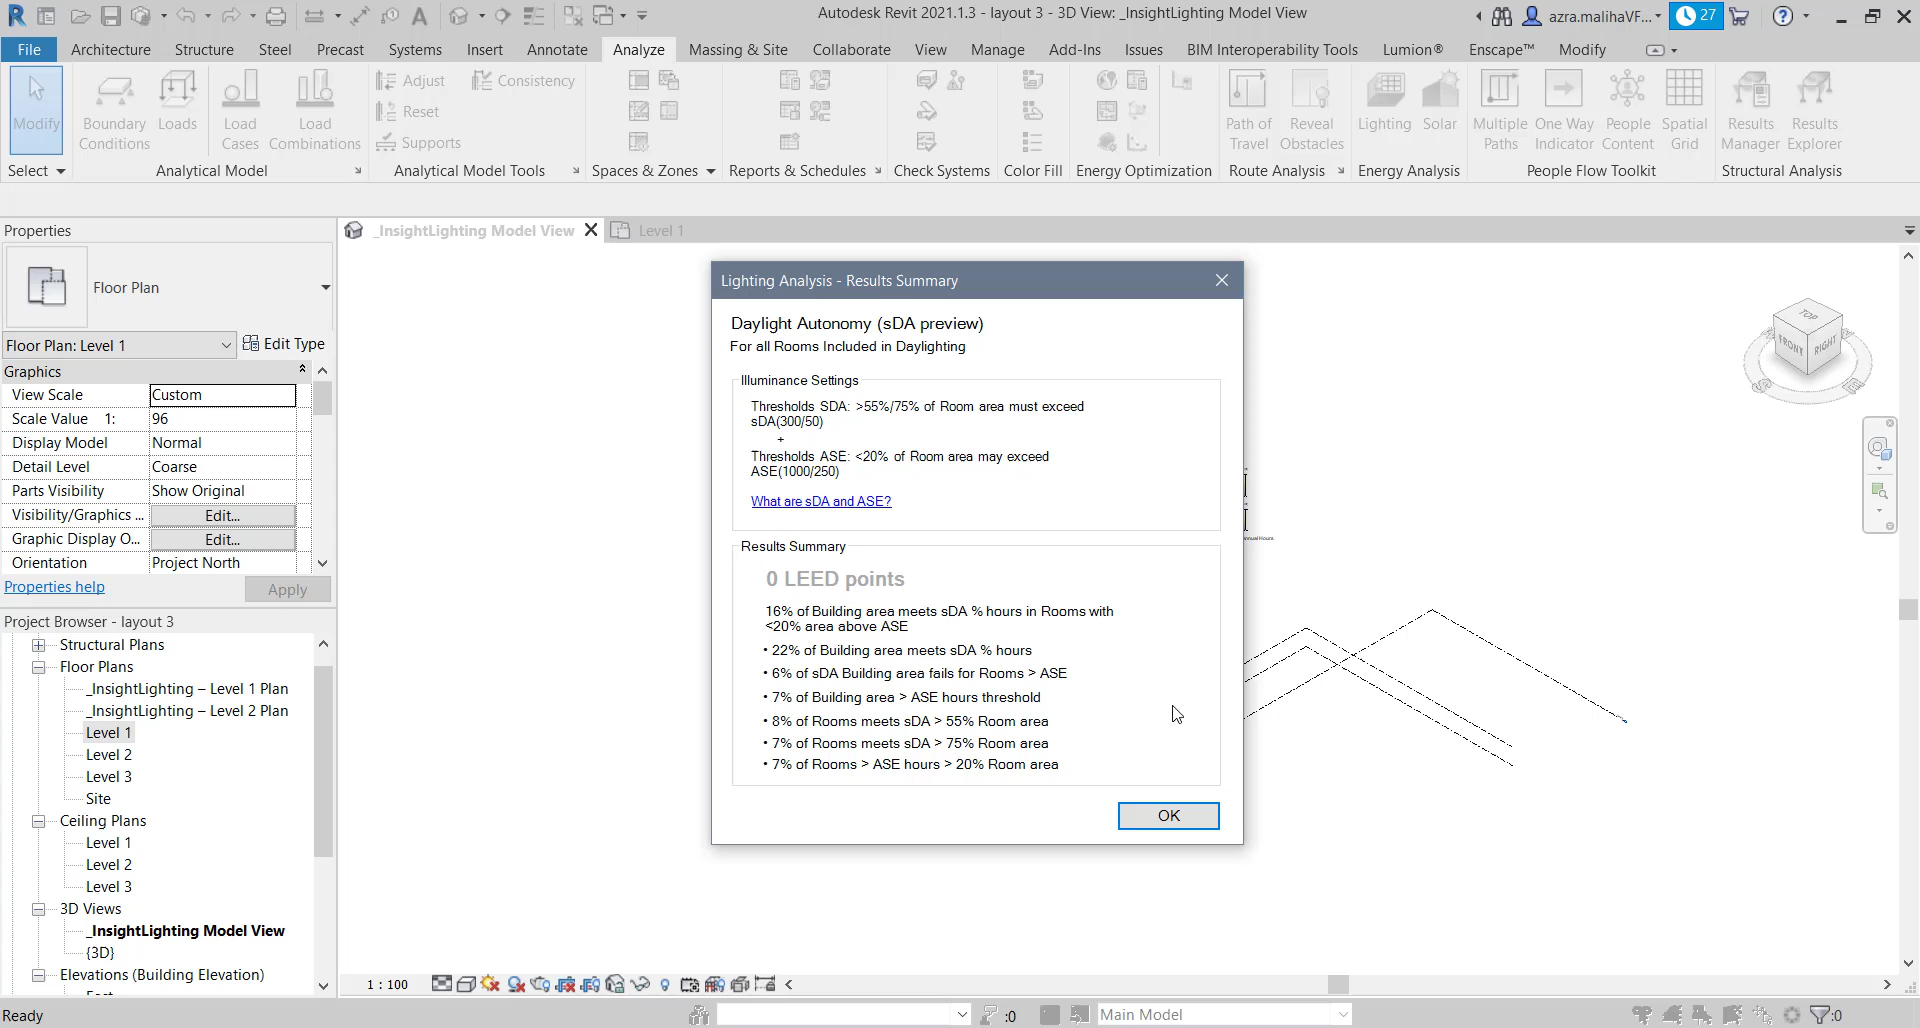 Autodesk Revit 2021.1.3 - layout 3 - 3D View: _InsightLighting Model View
azra.malihaVF...
27
File Architecture Structure Steel Precast Systems Insert Annotate Analyze Massing & Site Collaborate View Manage Add-Ins Issues BIM Interoperability Tools Lumion® Enscape™ Modify
Modify
Boundary Conditions
Loads
Load Cases
Load Combinations
Adjust
Reset
Supports
Consistency
Path of Travel
Reveal Obstacles
Lighting
Solar
Multiple Paths
One Way Indicator
People Content
Spatial Grid
Results Manager
Results Explorer
Select Analytical Model Analytical Model Tools Spaces & Zones Reports & Schedules Check Systems Color Fill Energy Optimization Route Analysis Energy Analysis People Flow Toolkit Structural Analysis
Properties
Floor Plan
Floor Plan: Level 1
Edit Type
Graphics
View Scale Custom
Scale Value 1: 96
Display Model Normal
Detail Level Coarse
Parts Visibility Show Original
Visibility/Graphics ... Edit...
Graphic Display O... Edit...
Orientation Project North
Properties help
Apply
Project Browser - layout 3
Structural Plans
Floor Plans
_InsightLighting – Level 1 Plan
_InsightLighting – Level 2 Plan
Level 1
Level 2
Level 3
Site
Ceiling Plans
Level 1
Level 2
Level 3
3D Views
_InsightLighting Model View
{3D}
Elevations (Building Elevation)
_InsightLighting Model View
Level 1
Lighting Analysis - Results Summary
Daylight Autonomy (sDA preview)
For all Rooms Included in Daylighting
Illuminance Settings
Thresholds SDA: >55%/75% of Room area must exceed
sDA(300/50)
+
Thresholds ASE: <20% of Room area may exceed
ASE(1000/250)
What are sDA and ASE?
Results Summary
0 LEED points
16% of Building area meets sDA % hours in Rooms with
<20% area above ASE
• 22% of Building area meets sDA % hours
• 6% of sDA Building area fails for Rooms > ASE
• 7% of Building area > ASE hours threshold
• 8% of Rooms meets sDA > 55% Room area
• 7% of Rooms meets sDA > 75% Room area
• 7% of Rooms > ASE hours > 20% Room area
OK
TOP
FRONT
RIGHT
S
E
1 : 100
Ready
:0
Main Model
:0